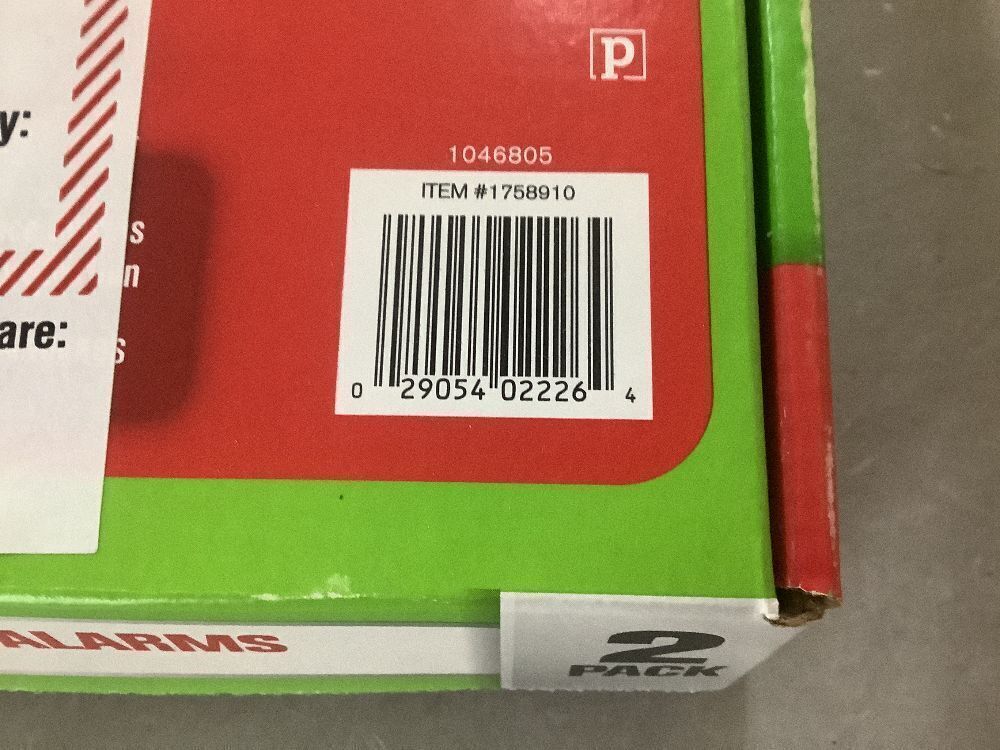 p
y:
1046805
ITEM #1758910
s
n
are:
s
0 29054 02226 4
ALARMS
2
PACK